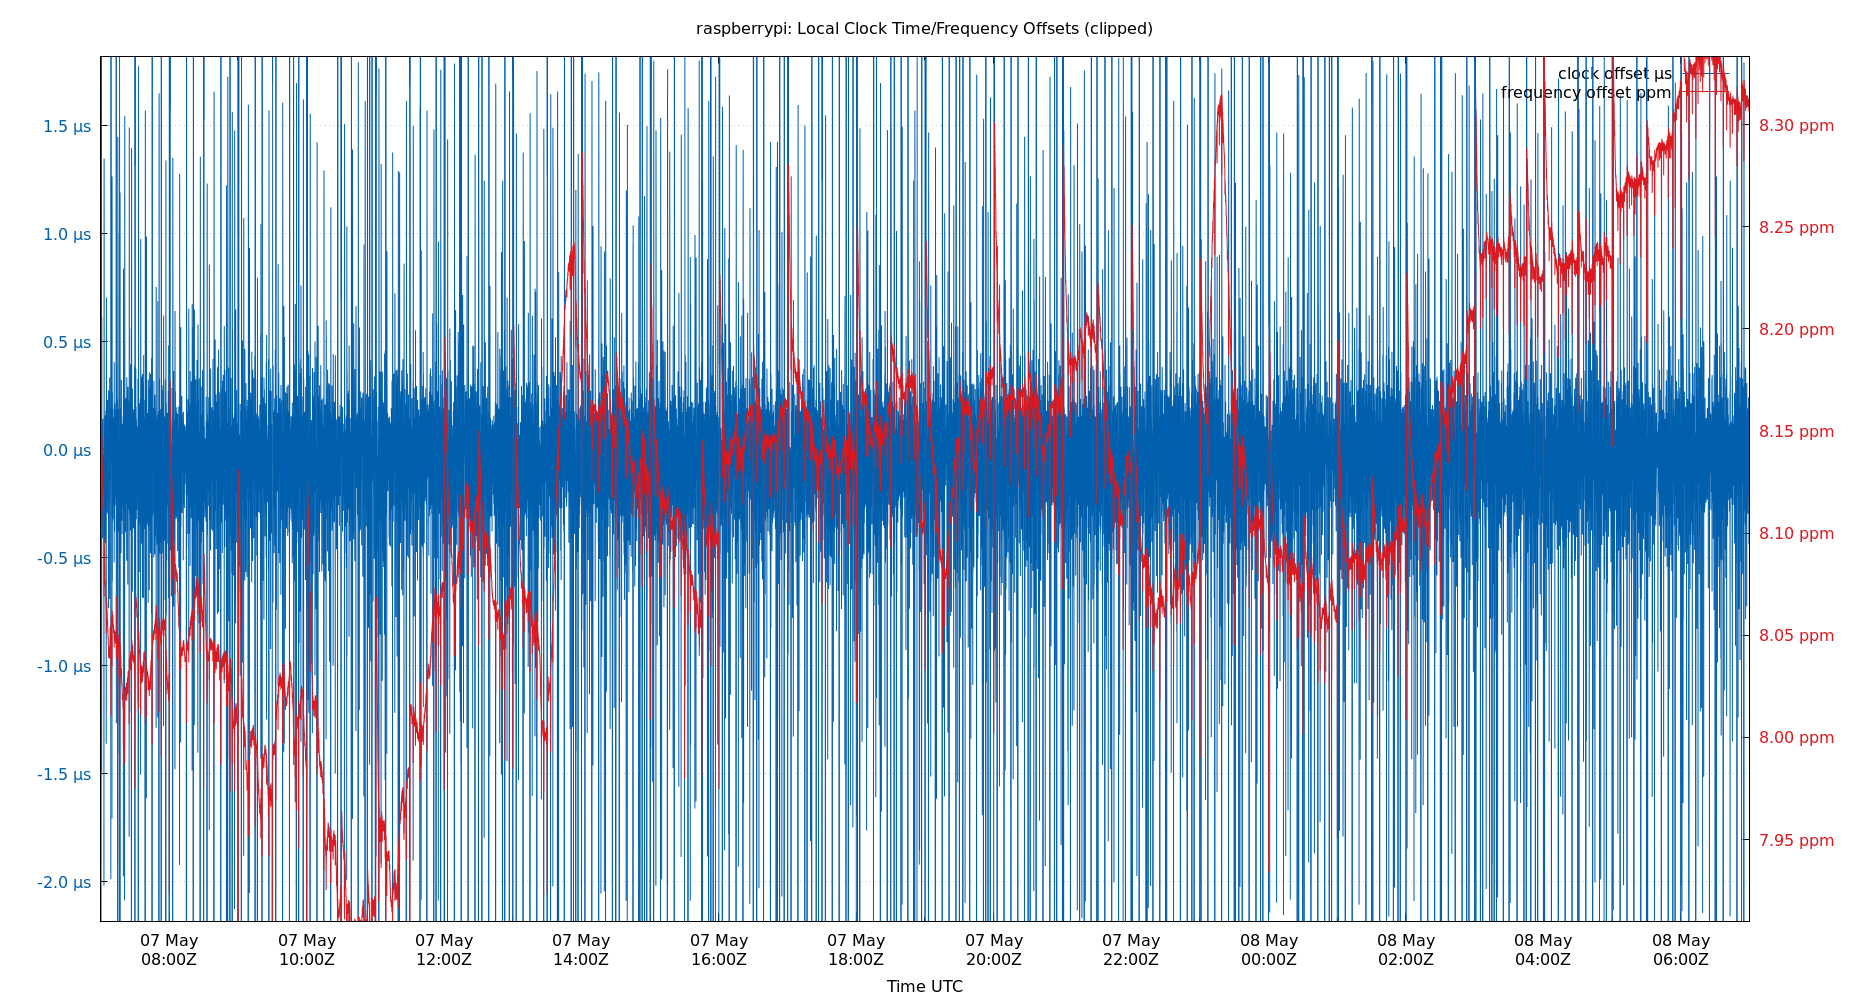 raspberrypi: Local Clock Time/Frequency Offsets (clipped)
clock offset µs
frequency offset ppm
1.5 µs
1.0 µs
0.5 µs
0.0 µs
-0.5 µs
-1.0 µs
-1.5 µs
-2.0 µs
8.30 ppm
8.25 ppm
8.20 ppm
8.15 ppm
8.10 ppm
8.05 ppm
8.00 ppm
7.95 ppm
07 May 07 May 07 May 07 May 07 May 07 May 07 May 07 May 08 May 08 May 08 May 08 May
08:00Z 10:00Z 12:00Z 14:00Z 16:00Z 18:00Z 20:00Z 22:00Z 00:00Z 02:00Z 04:00Z 06:00Z
Time UTC